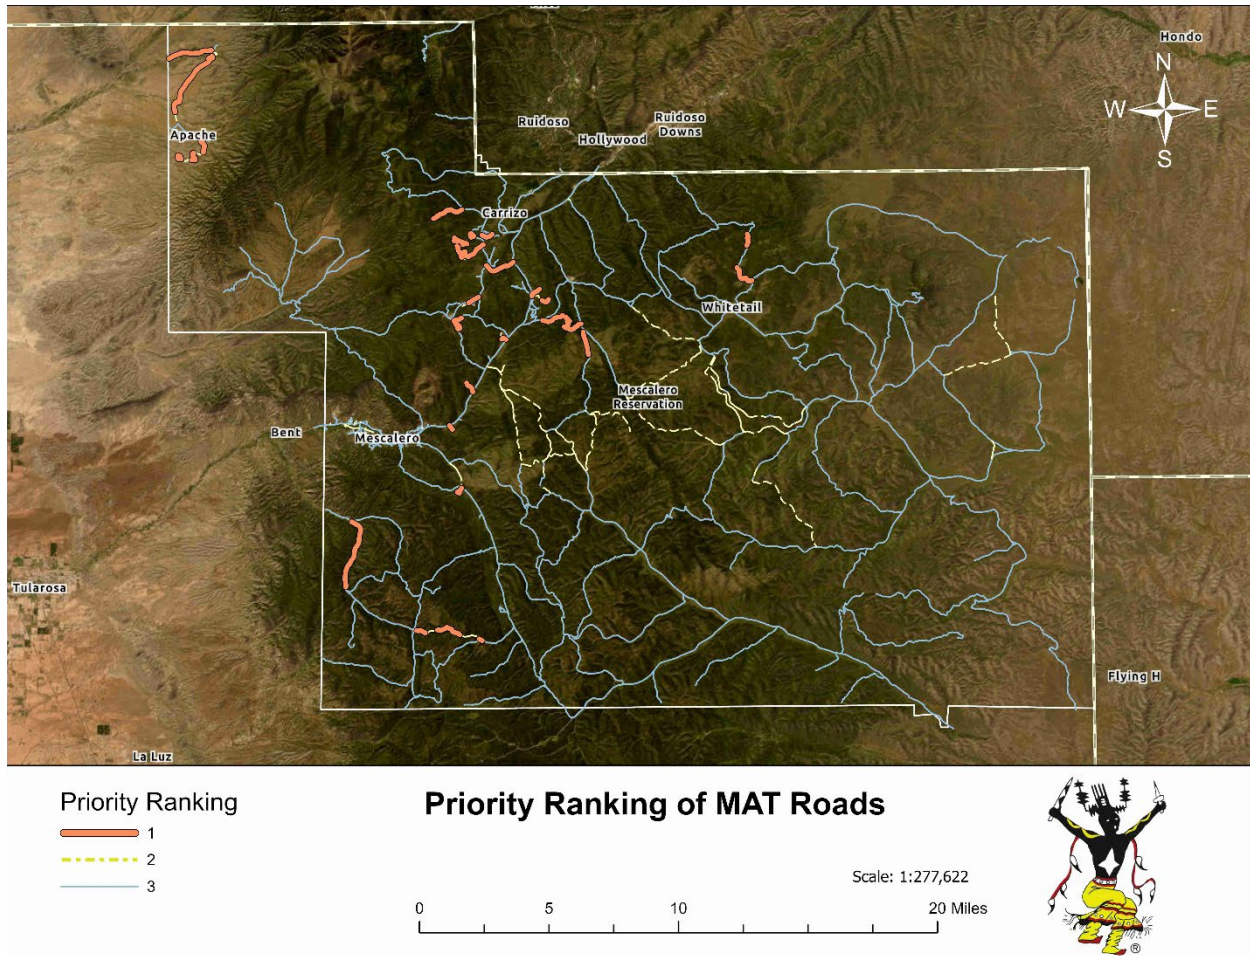 Hondo
N
W E
S
Ruidoso
Ruidoso
Downs
Hollywood
Apache
Carrizo
Whitetail
Mescalero
Reservation
Bent
Mescalero
Tularosa
Flying H
La Luz
Priority Ranking
1
2
3
Priority Ranking of MAT Roads
Scale: 1:277,622
0 5 10 20 Miles
®